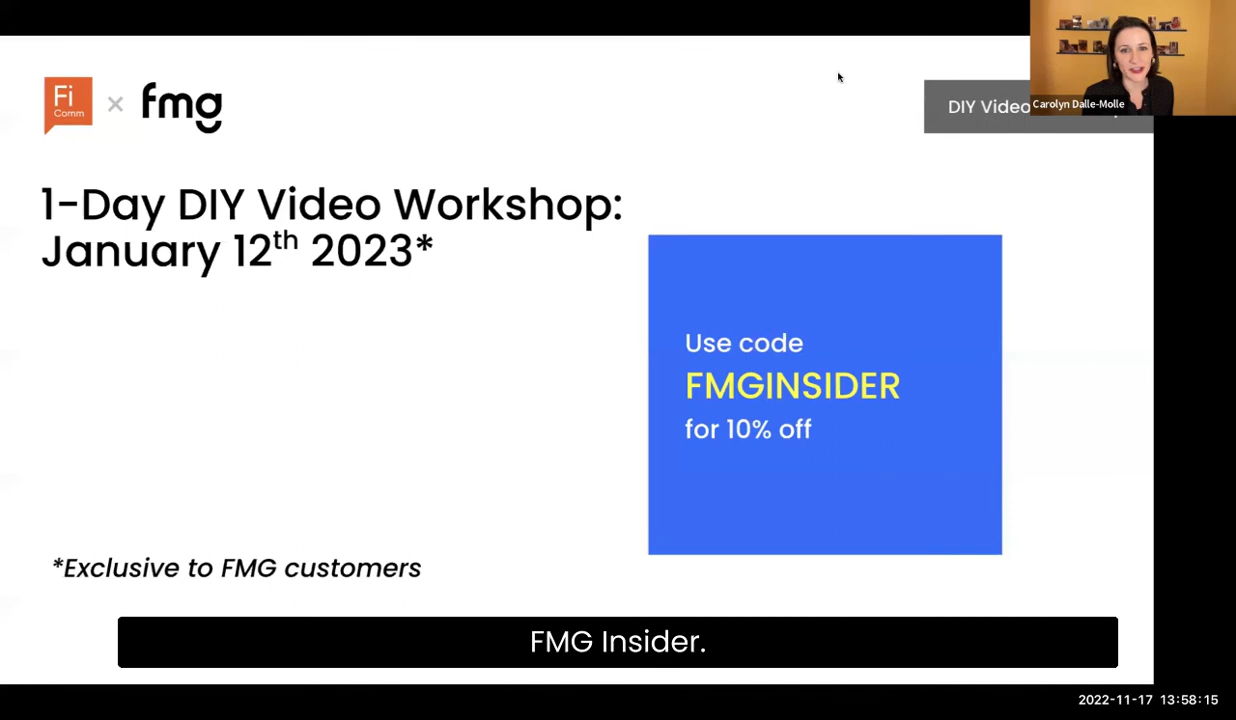 Fi
Comm
×
fmg
DIY Video
Carolyn Dalle-Molle
1-Day DIY Video Workshop:
January 12th 2023*
Use code
FMGINSIDER
for 10% off
*Exclusive to FMG customers
FMG Insider.
2022-11-17 13:58:15